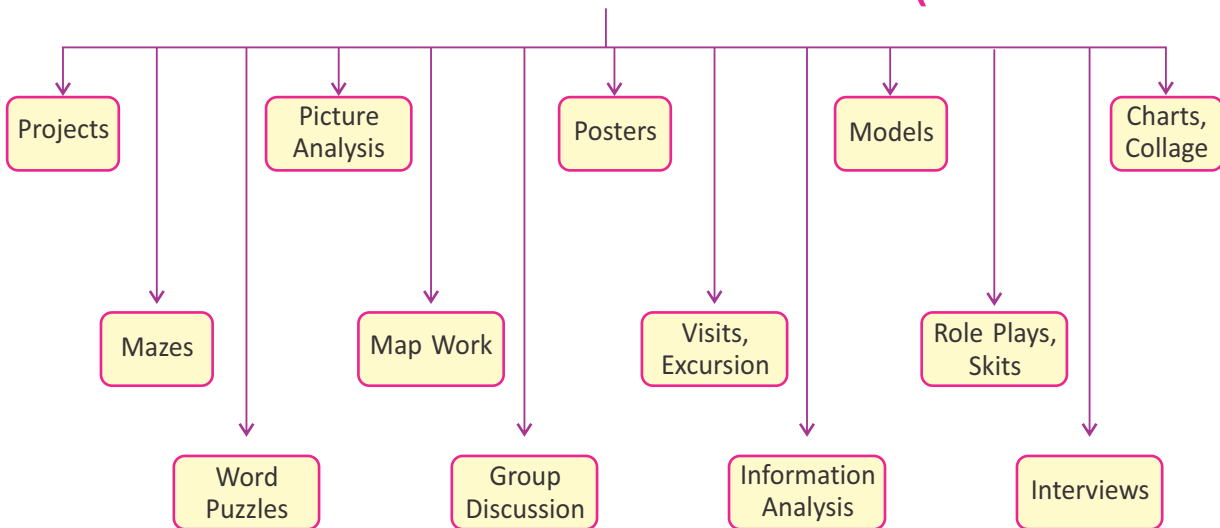 Projects
Picture
Analysis
Posters
Models
Charts,
Collage
Mazes
Map Work
Visits,
Excursion
Role Plays,
Skits
Word
Puzzles
Group
Discussion
Information
Analysis
Interviews